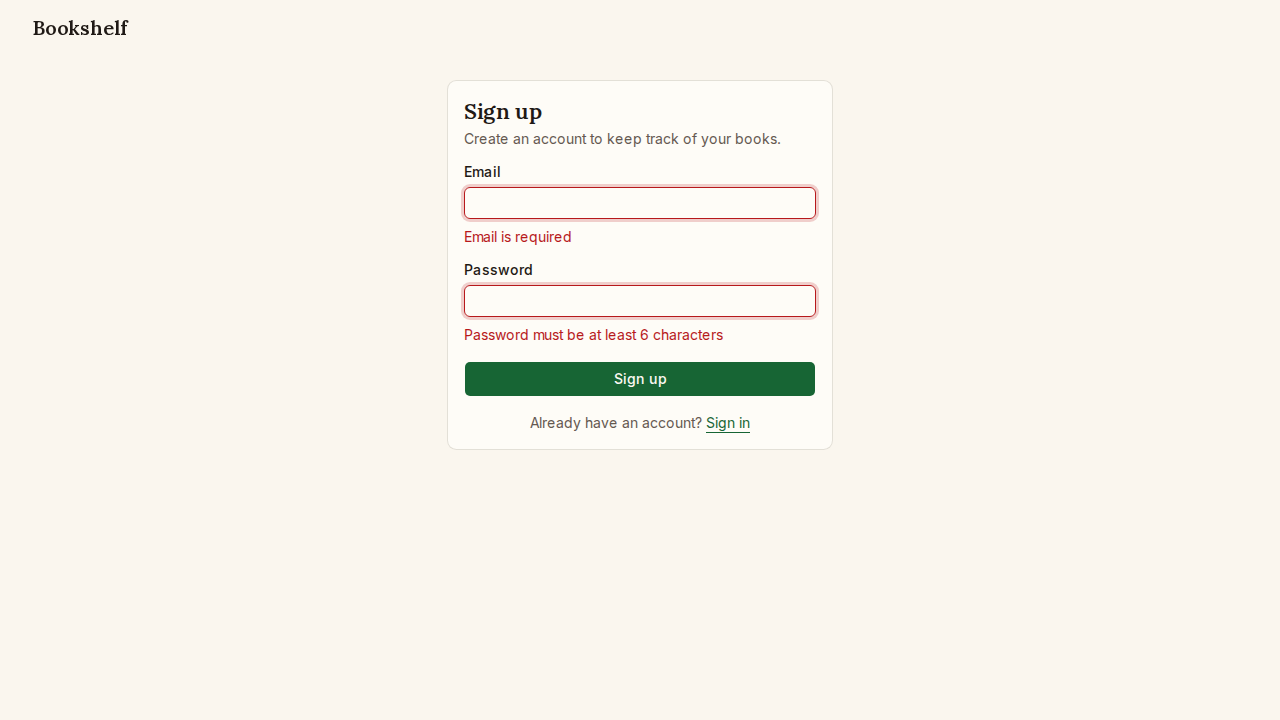 Bookshelf
Sign up
Create an account to keep track of your books.
Email
Email is required
Password
Password must be at least 6 characters
Sign up
Already have an account? Sign in